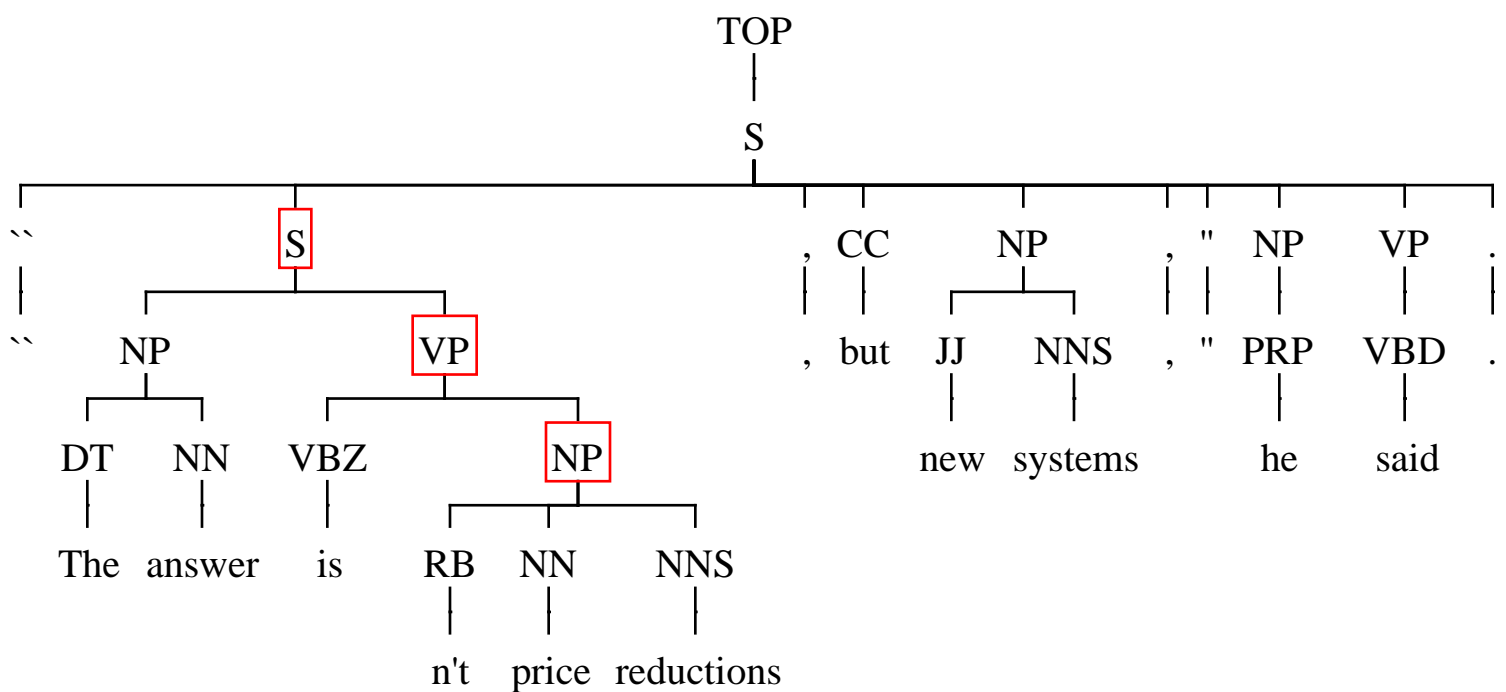 TOP
S
`` S , CC NP , " NP VP .
`` NP VP , but JJ NNS , " PRP VBD .
DT NN VBZ NP new systems he said
The answer is RB NN NNS
n't price reductions